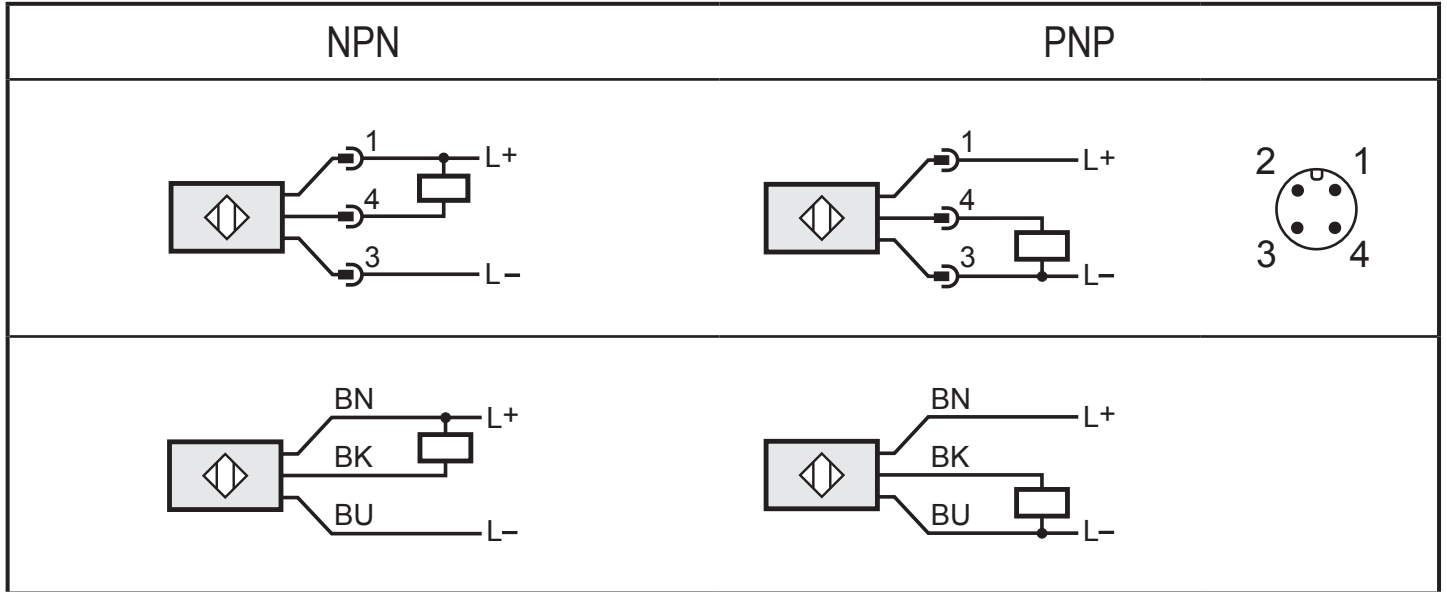 NPN PNP
1 L+
4
3 L–
1 L+
4
3 L–
2 1
3 4
BN L+
BK
BU L–
BN L+
BK
BU L–